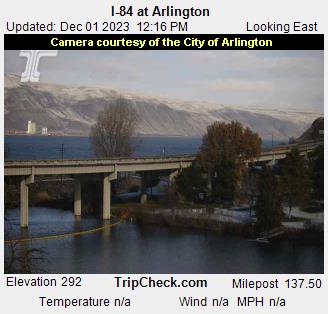 I-84 at Arlington
Updated: Dec 01 2023 12:16 PM Looking East
Camera courtesy of the City of Arlington
Elevation 292 TripCheck.com Milepost 137.50
Temperature n/a Wind n/a MPH n/a